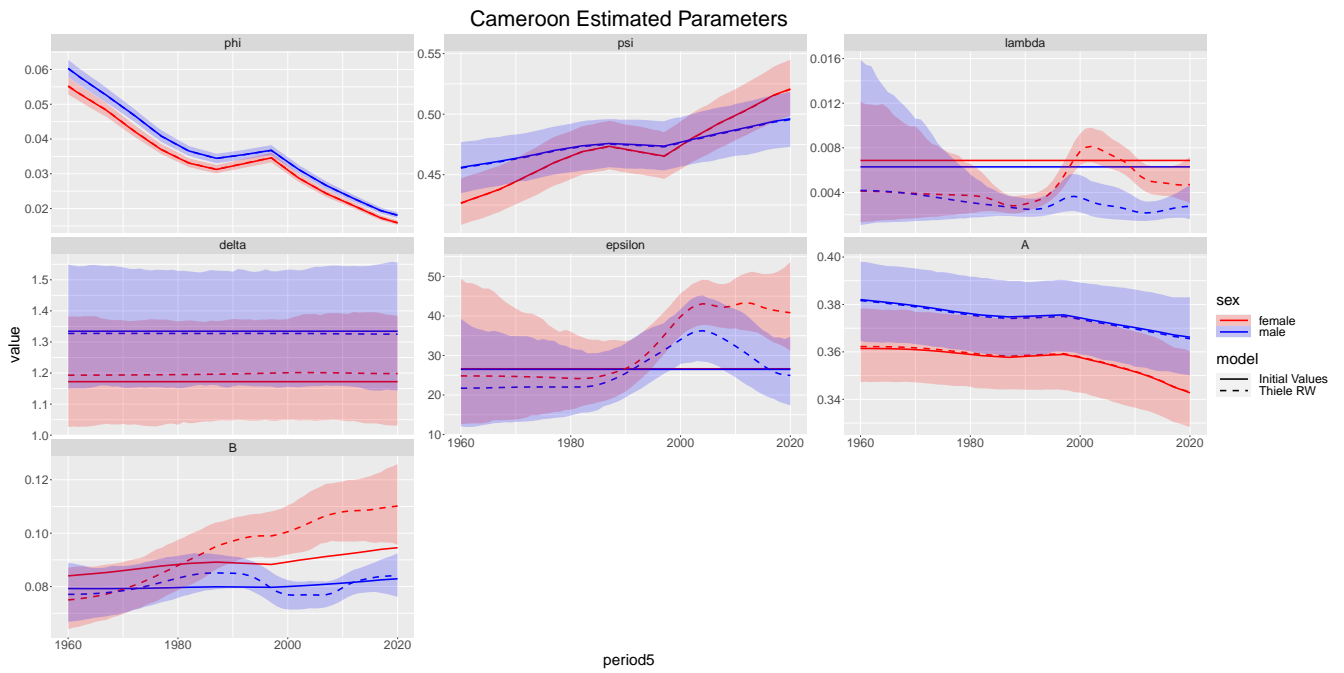 Cameroon Estimated Parameters
phi
psi
lambda
0.06
0.05
0.04
0.03
0.02
0.55
0.50
0.45
0.016
0.012
0.008
0.004
delta
epsilon
A
1.5
1.4
1.3
1.2
1.1
1.0
50
40
30
20
10
0.40
0.38
0.36
0.34
1960 1980 2000 2020
1960 1980 2000 2020
B
0.12
0.10
0.08
1960 1980 2000 2020
value
period5
sex
female
male
model
Initial Values
Thiele RW